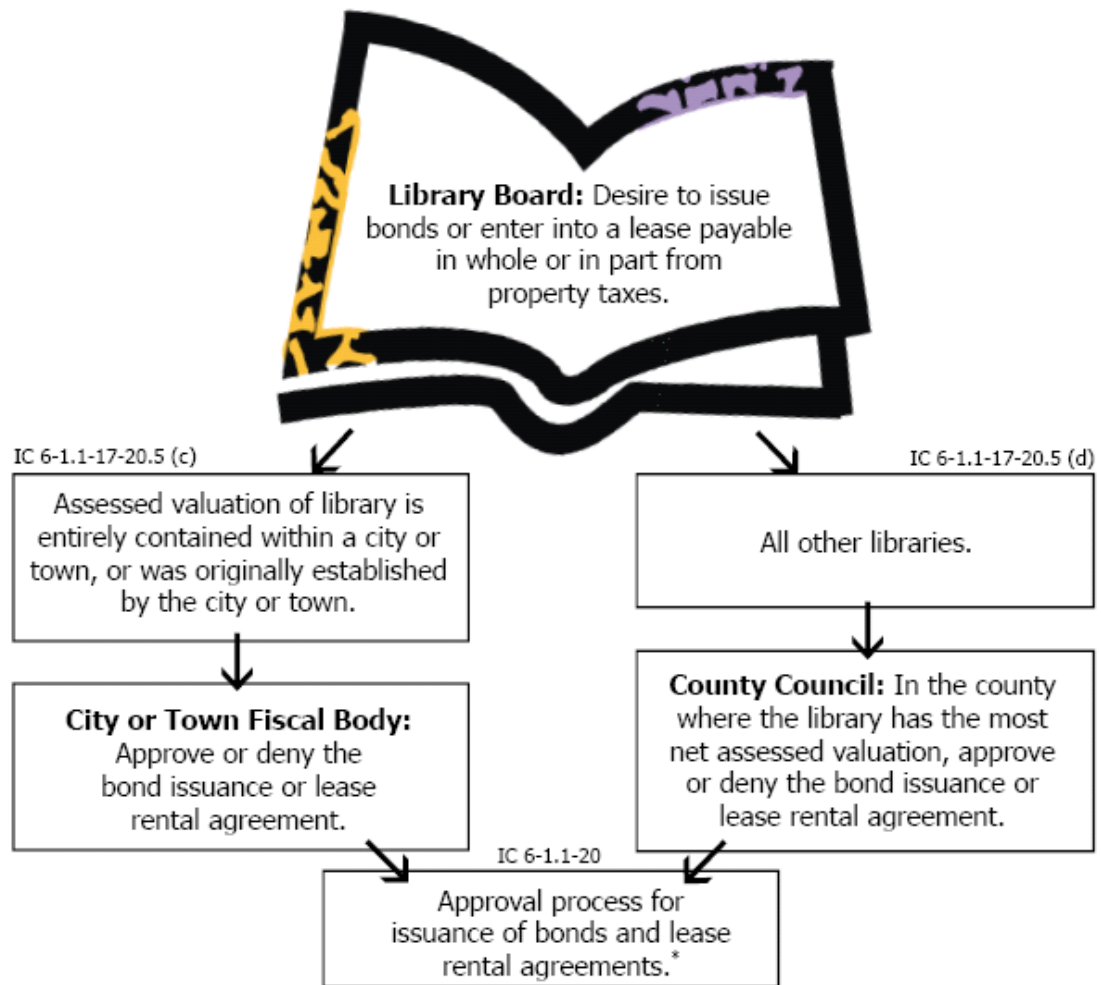 Library Board: Desire to issue
bonds or enter into a lease payable
in whole or in part from
property taxes.
IC 6-1.1-17-20.5 (c)
Assessed valuation of library is
entirely contained within a city or
town, or was originally established
by the city or town.
City or Town Fiscal Body:
Approve or deny the
bond issuance or lease
rental agreement.
IC 6-1.1-17-20.5 (d)
All other libraries.
County Council: In the county
where the library has the most
net assessed valuation, approve
or deny the bond issuance or
lease rental agreement.
IC 6-1.1-20
Approval process for
issuance of bonds and lease
rental agreements.*